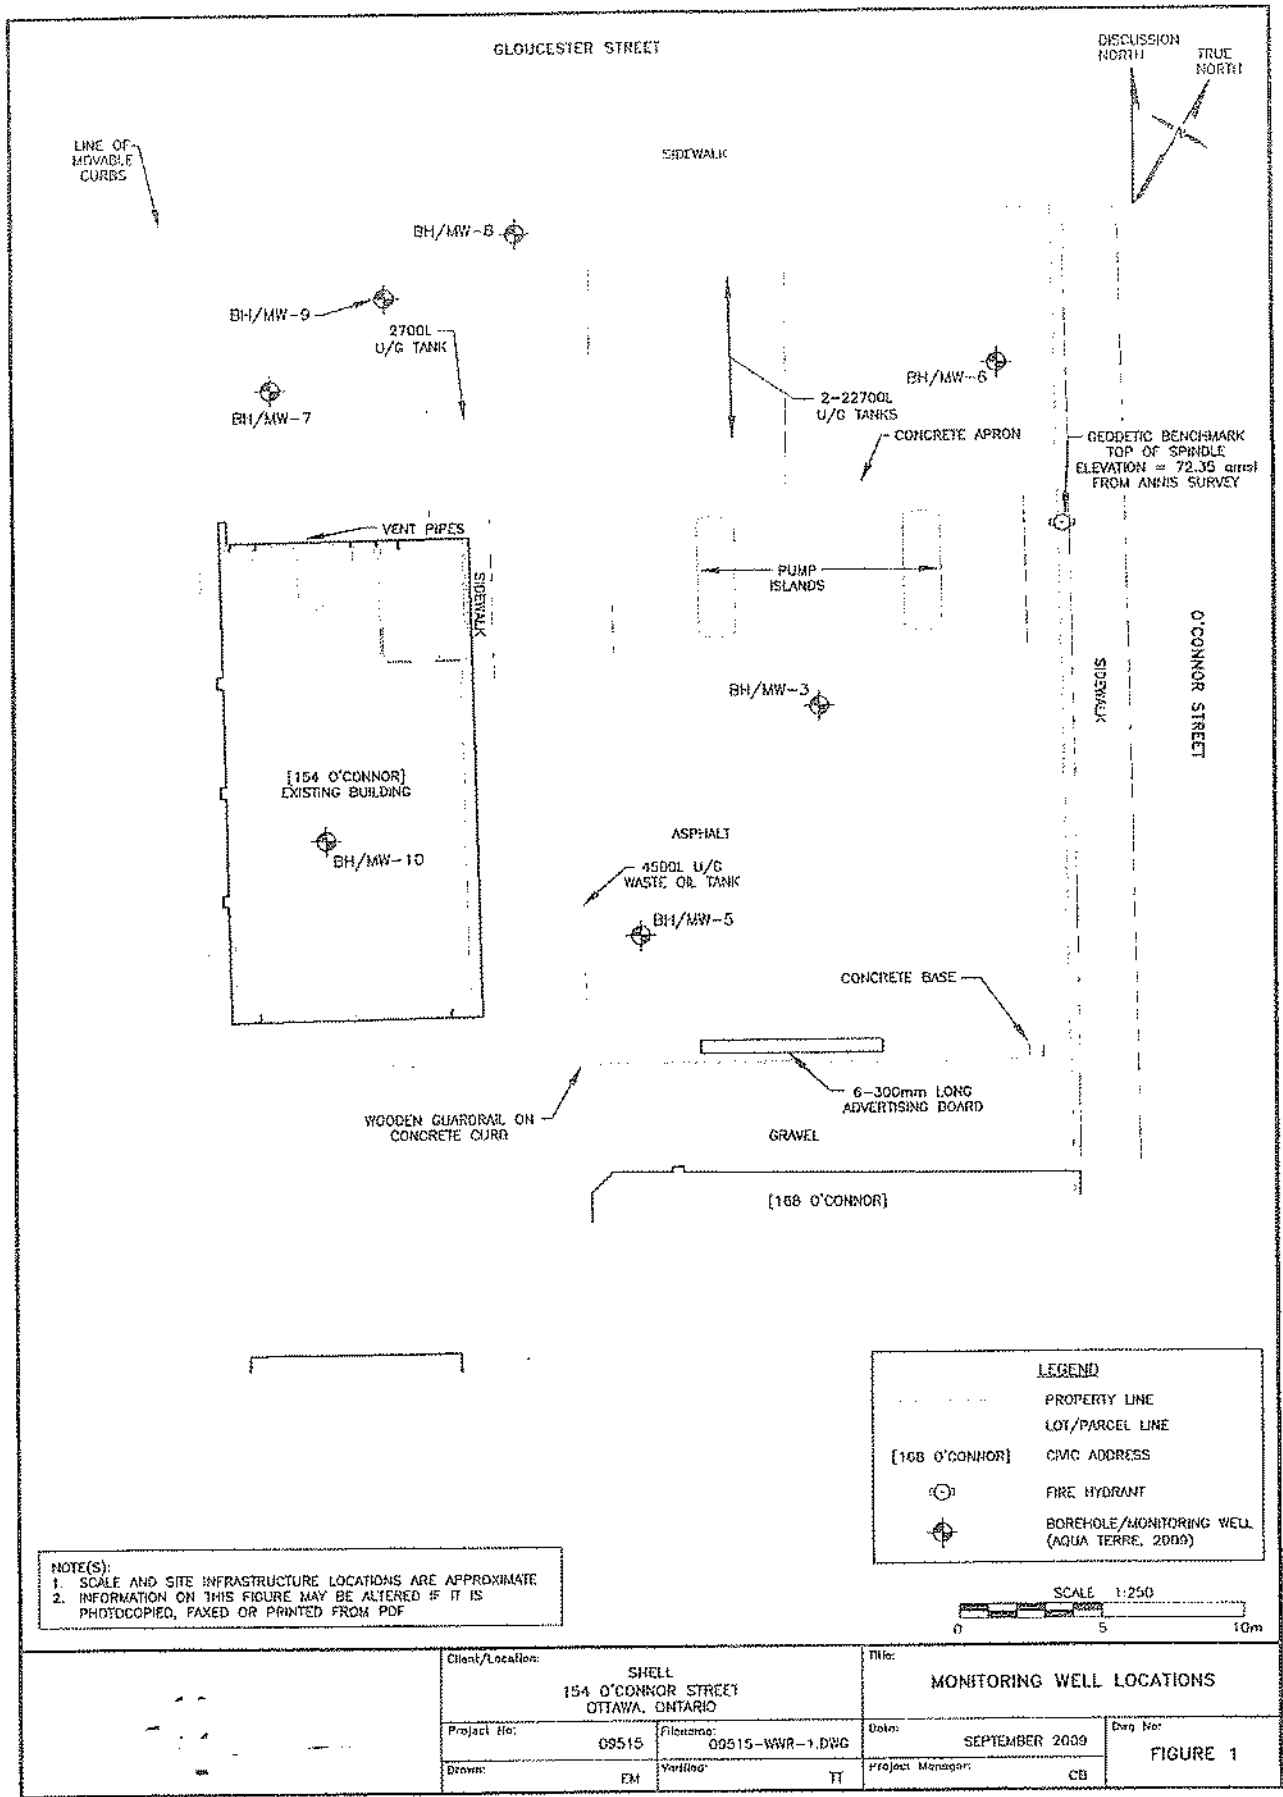 GLOUCESTER STREET
DISCUSSION
NORTH
TRUE
NORTH
LINE OF
MOVABLE
CURBS
SIDEWALK
BH/MW-8
BH/MW-9
2700L
U/G TANK
BH/MW-7
BH/MW-6
2-22700L
U/G TANKS
CONCRETE APRON
GEODETIC BENCHMARK
TOP OF SPINDLE
ELEVATION = 72.35 amsl
FROM ANNIS SURVEY
VENT PIPES
SIDEWALK
PUMP
ISLANDS
O'CONNOR STREET
SIDEWALK
BH/MW-3
[154 O'CONNOR]
EXISTING BUILDING
BH/MW-10
ASPHALT
4500L U/G
WASTE OIL TANK
BH/MW-5
CONCRETE BASE
6-300mm LONG
ADVERTISING BOARD
WOODEN GUARDRAIL ON
CONCRETE CURB
GRAVEL
[168 O'CONNOR]
LEGEND
PROPERTY LINE
LOT/PARCEL LINE
[168 O'CONNOR] CIVIC ADDRESS
FIRE HYDRANT
BOREHOLE/MONITORING WELL
(AQUA TERRE, 2009)
NOTE(S):
1. SCALE AND SITE INFRASTRUCTURE LOCATIONS ARE APPROXIMATE
2. INFORMATION ON THIS FIGURE MAY BE ALTERED IF IT IS
PHOTOCOPIED, FAXED OR PRINTED FROM PDF
SCALE 1:250
0 5 10m
Client/Location:
SHELL
154 O'CONNOR STREET
OTTAWA, ONTARIO
Title:
MONITORING WELL LOCATIONS
Project No:
09515
Filename:
09515-WWR-1.DWG
Date:
SEPTEMBER 2009
Dwg No:
FIGURE 1
Drawn:
EM
Verified:
TT
Project Manager:
CB